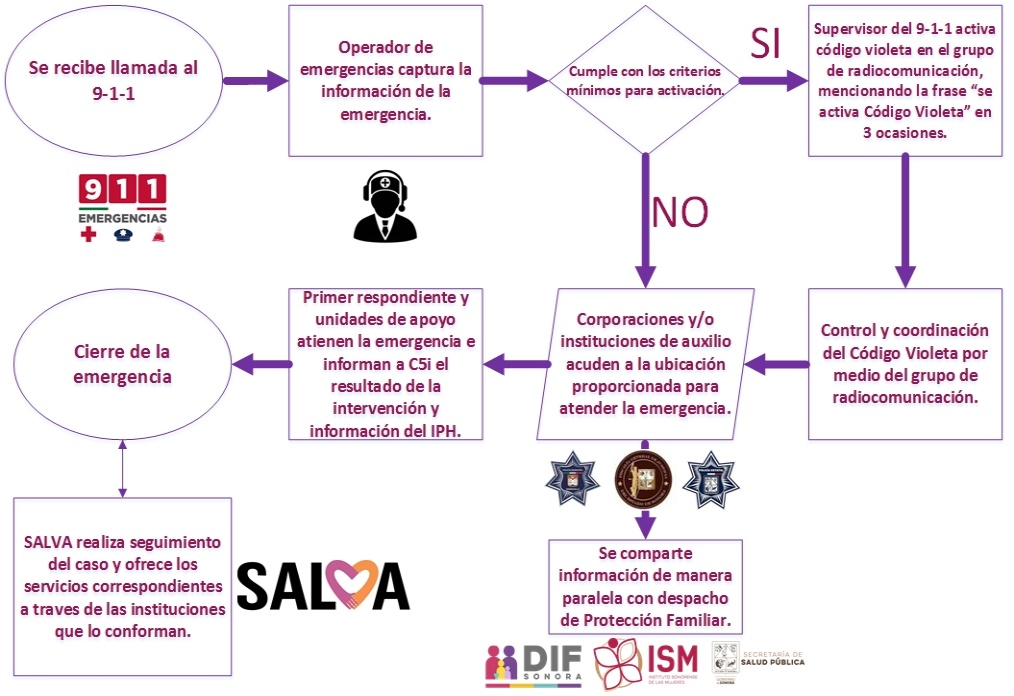 Se recibe llamada al
9-1-1
Operador de
emergencias captura la
información de la
emergencia.
Cumple con los criterios
mínimos para activación.
SI
Supervisor del 9-1-1 activa
código violeta en el grupo
de radiocomunicación,
mencionando la frase “se
activa Código Violeta” en
3 ocasiones.
911
EMERGENCIAS
NO
Cierre de la
emergencia
Primer respondiente y
unidades de apoyo
atienen la emergencia e
informan a C5i el
resultado de la
intervención y
información del IPH.
Corporaciones y/o
instituciones de auxilio
acuden a la ubicación
proporcionada para
atender la emergencia.
Control y coordinación
del Código Violeta por
medio del grupo de
radiocomunicación.
SALVA realiza seguimiento
del caso y ofrece los
servicios correspondientes
a traves de las instituciones
que lo conforman.
SALVA
Se comparte
información de manera
paralela con despacho
de Protección Familiar.
DIF
SONORA
ISM
INSTITUTO SONORENSE
DE LAS MUJERES
SECRETARÍA DE
SALUD PÚBLICA